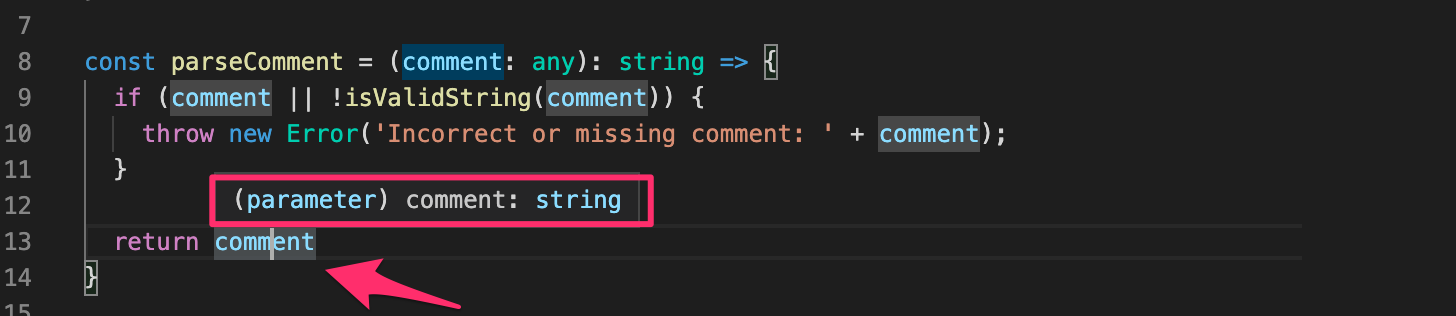 7
8 const parseComment = (comment: any): string => {
9 if (comment || !isValidString(comment)) {
10 throw new Error('Incorrect or missing comment: ' + comment);
11 }
12 (parameter) comment: string
13 return comment
14 }
15